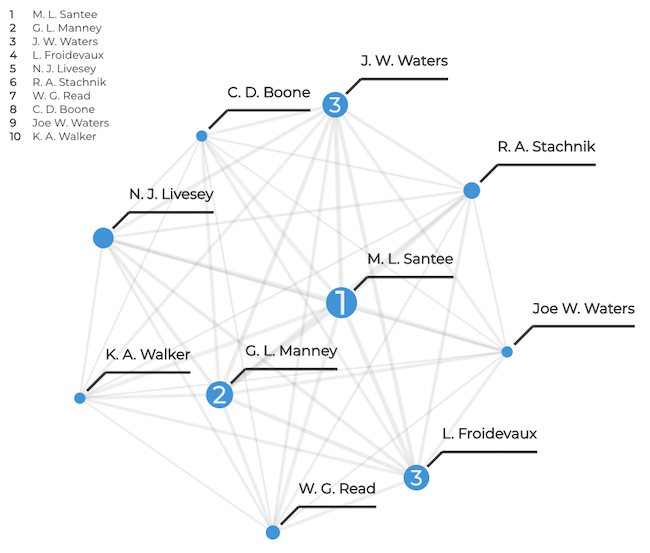 1 M. L. Santee
2 G. L. Manney
3 J. W. Waters
4 L. Froidevaux
5 N. J. Livesey
6 R. A. Stachnik
7 W. G. Read
8 C. D. Boone
9 Joe W. Waters
10 K. A. Walker
J. W. Waters
3
C. D. Boone
R. A. Stachnik
N. J. Livesey
M. L. Santee
1
Joe W. Waters
K. A. Walker
G. L. Manney
2
L. Froidevaux
3
W. G. Read